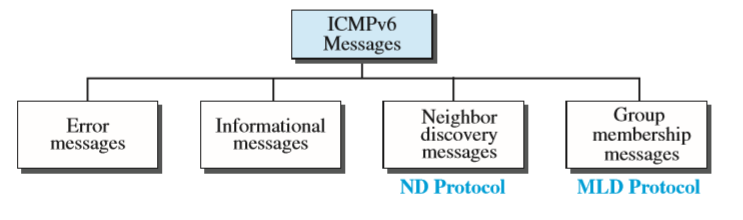 ICMPv6
Messages
Error
messages
Informational
messages
Neighbor
discovery
messages
Group
membership
messages
ND Protocol
MLD Protocol